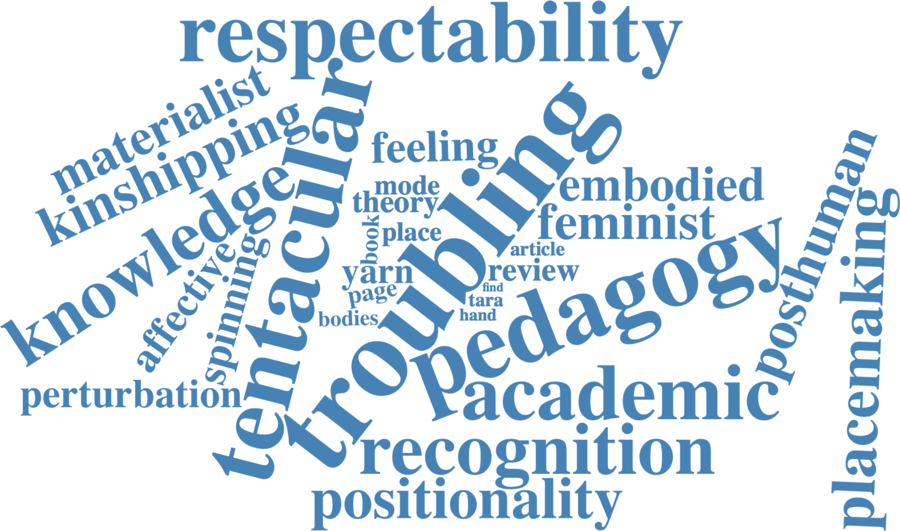 respectability
materialist
kinshipping
knowledge
tentacular
troubling
feeling
mode
theory
book
place
yarn
page
bodies
embodied
feminist
article
review
find
tara
hand
pedagogy
posthuman
placemaking
affective
spinning
perturbation
academic
recognition
positionality